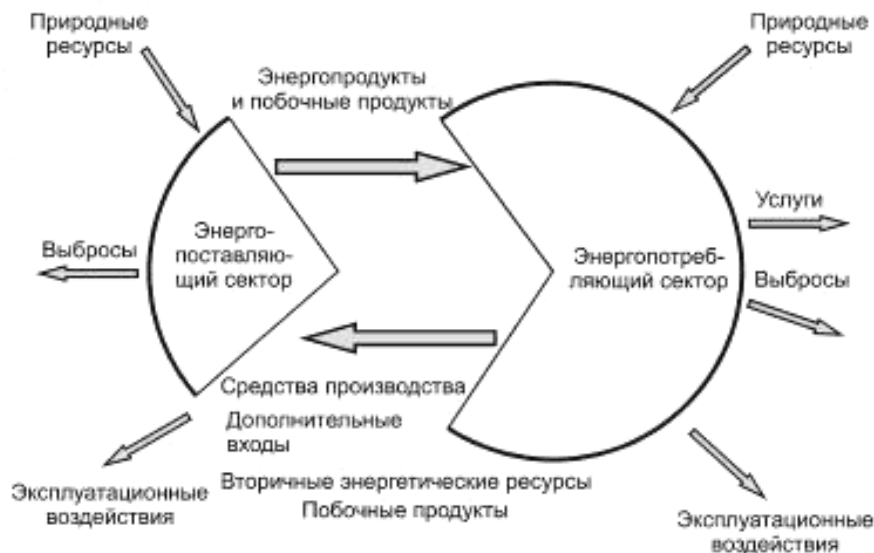 Природные
ресурсы
Природные
ресурсы
Энергопродукты
и побочные продукты
Услуги
Выбросы
Энерго-
поставляю-
щий сектор
Энергопотреб-
ляющий сектор
Выбросы
Средства производства
Дополнительные
входы
Вторичные энергетические ресурсы
Побочные продукты
Эксплуатационные
воздействия
Эксплуатационные
воздействия